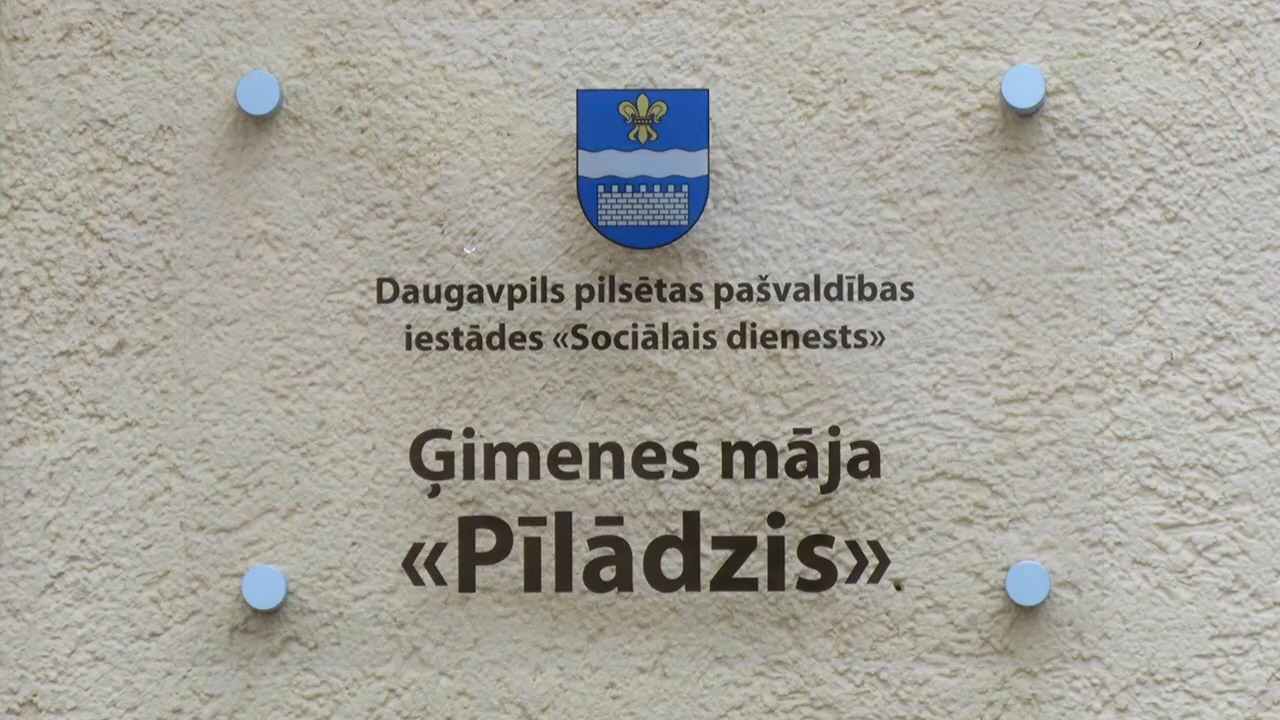 Daugavpils pilsētas pašvaldības
iestādes «Sociālais dienests»
Ģimenes māja
«Pīlādzis»